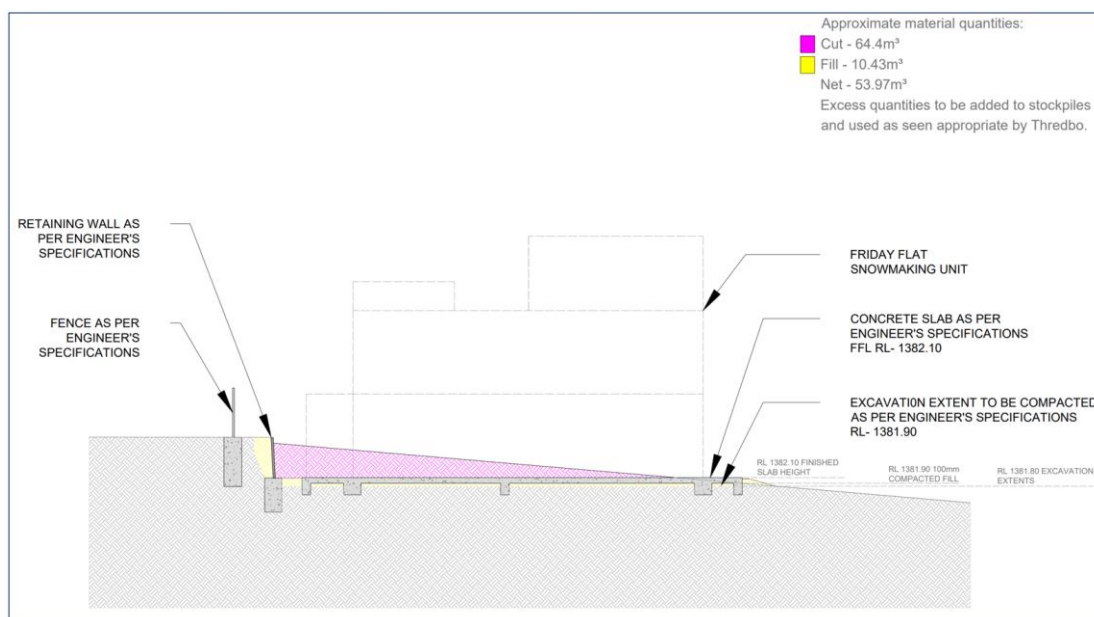 Approximate material quantities:
Cut - 64.4m³
Fill - 10.43m³
Net - 53.97m³
Excess quantities to be added to stockpiles
and used as seen appropriate by Thredbo.
RETAINING WALL AS
PER ENGINEER'S
SPECIFICATIONS
FENCE AS PER
ENGINEER'S
SPECIFICATIONS
FRIDAY FLAT
SNOWMAKING UNIT
CONCRETE SLAB AS PER
ENGINEER'S SPECIFICATIONS
FFL RL- 1382.10
EXCAVATION EXTENT TO BE COMPACTED
AS PER ENGINEER'S SPECIFICATIONS
RL- 1381.90
RL 1382.10 FINISHED
SLAB HEIGHT
RL 1381.90 100mm
COMPACTED FILL
RL 1381.80 EXCAVATION
EXTENTS